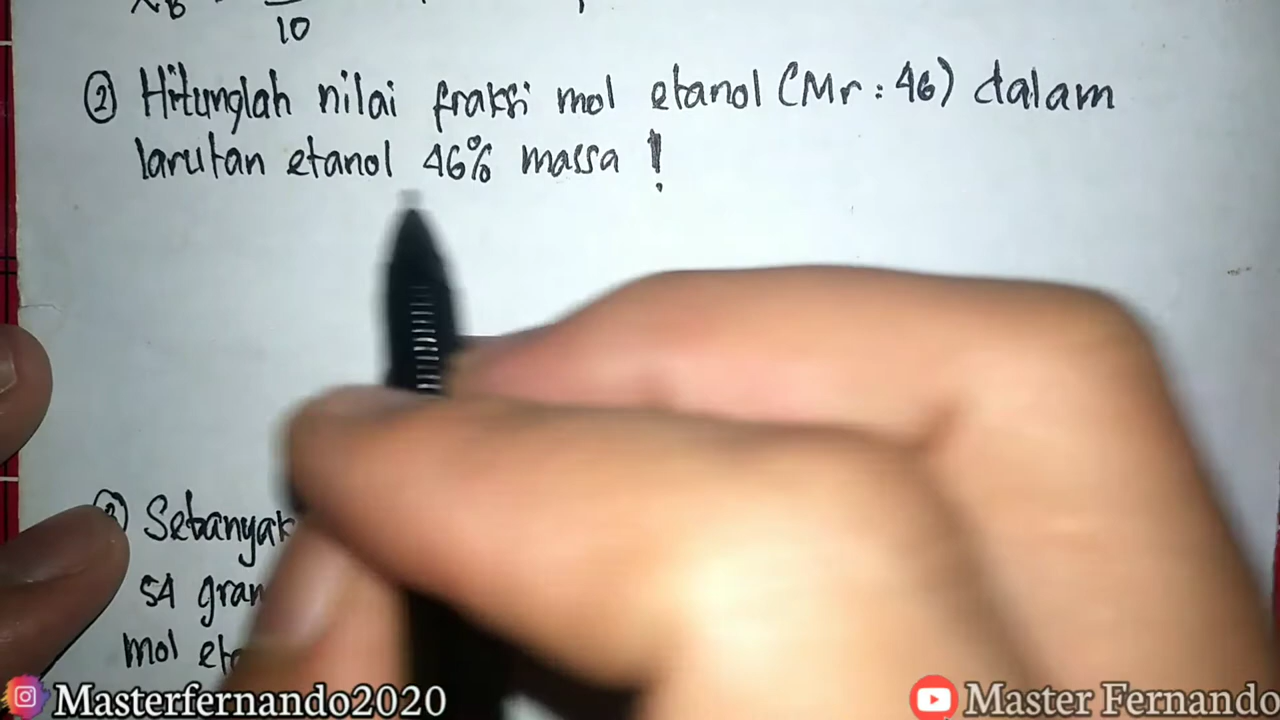 10
② Hitunglah nilai fraksi mol etanol (Mr : 46) dalam
larutan etanol 46% massa !
Sebanyak
54 gram
mol
Masterfernando2020
Master Fernando